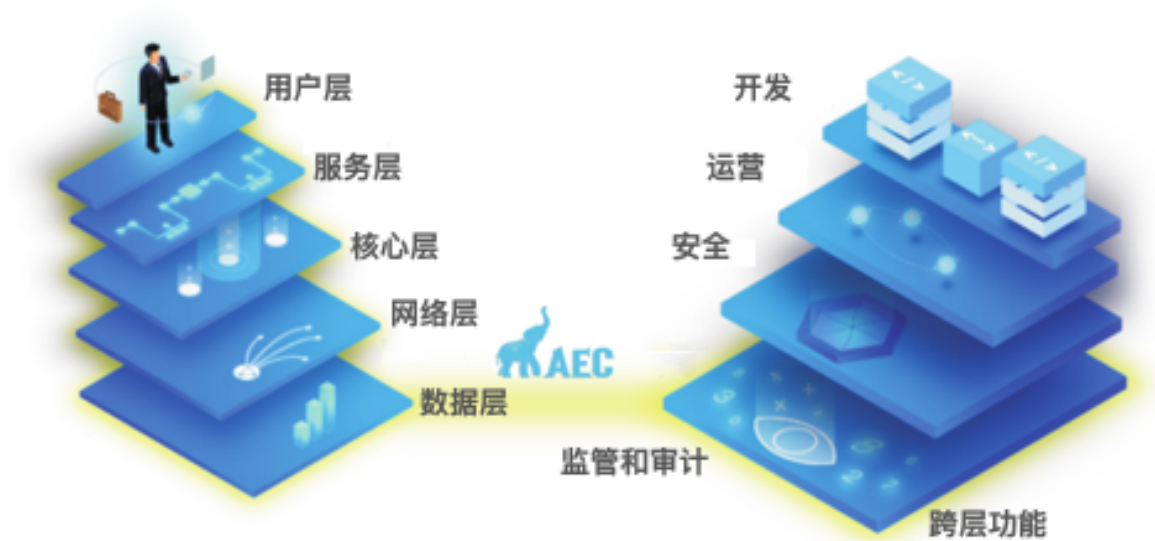 用户层
服务层
核心层
网络层
数据层
AEC
开发
运营
安全
监管和审计
跨层功能